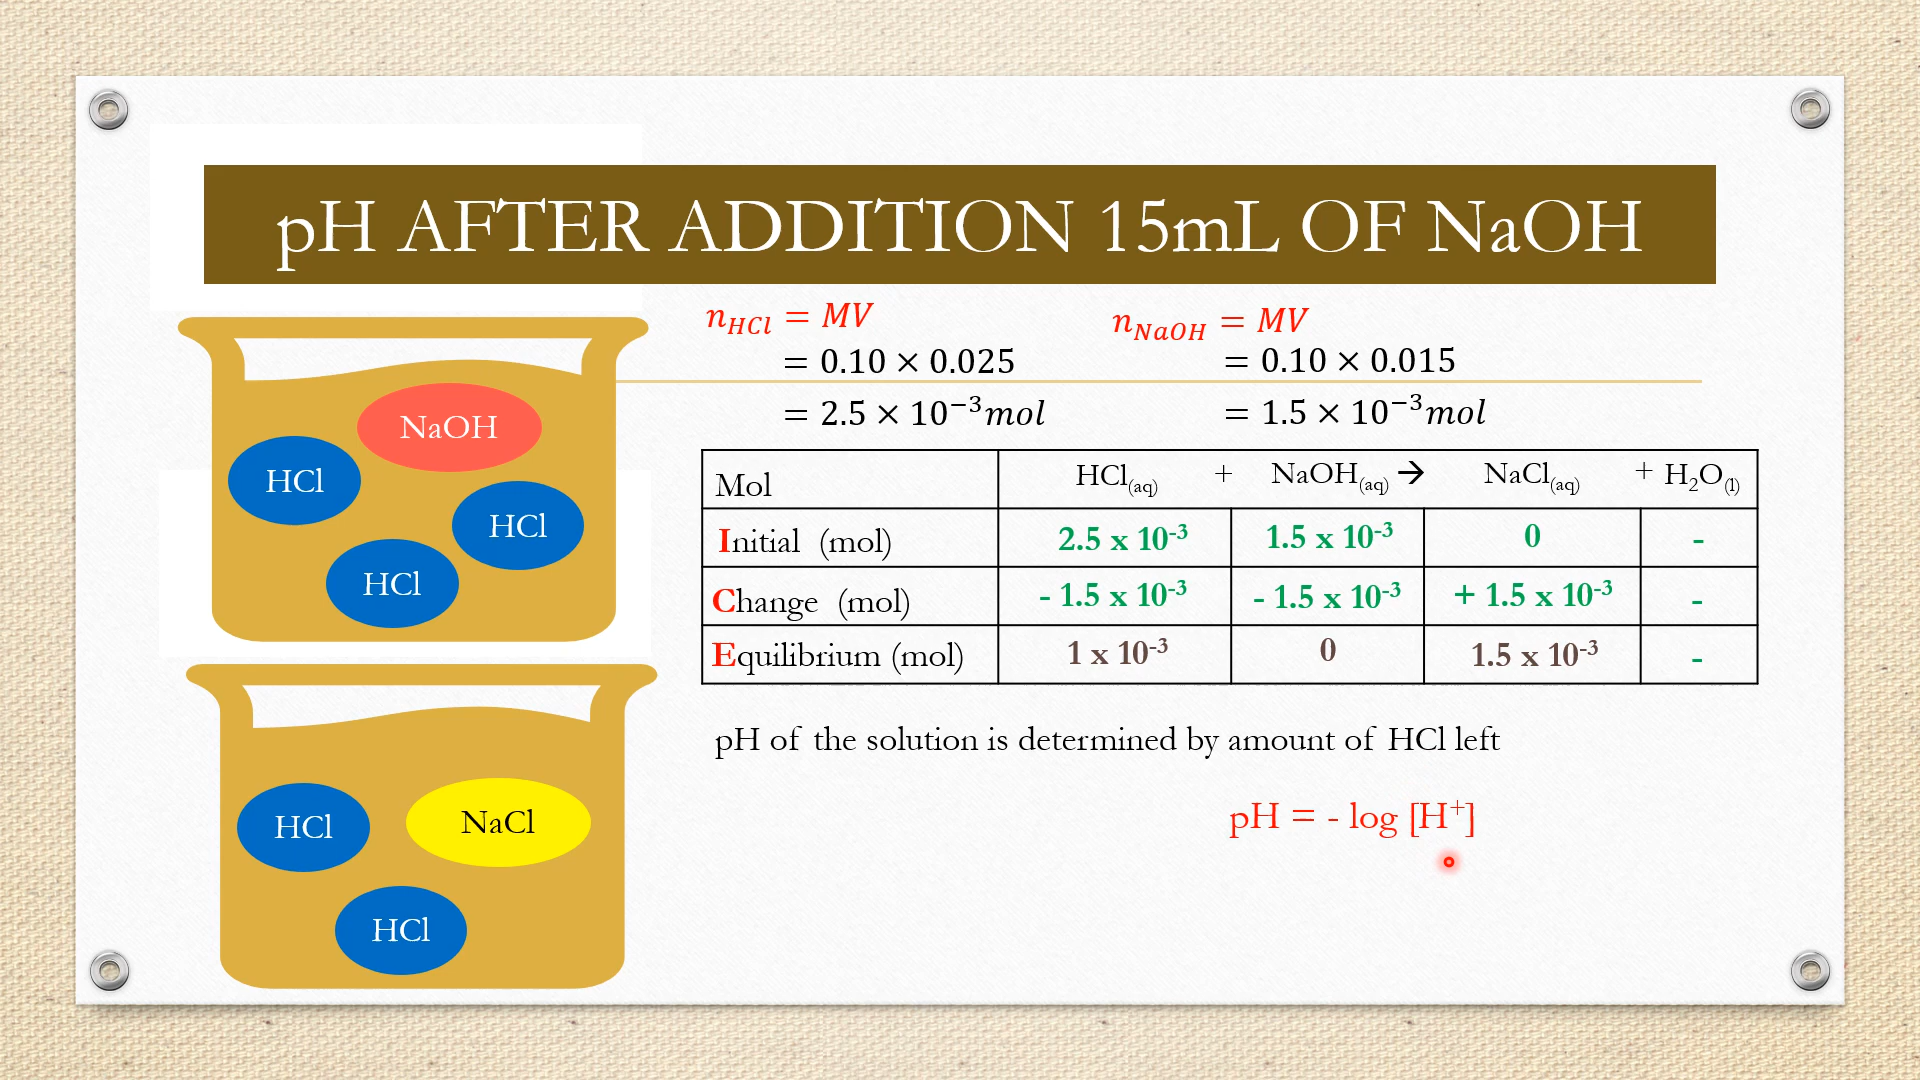 pH AFTER ADDITION 15mL OF NaOH
n_HCl = MV
= 0.10 × 0.025
= 2.5 × 10⁻³ mol
n_NaOH = MV
= 0.10 × 0.015
= 1.5 × 10⁻³ mol
NaOH
HCl
HCl
HCl
Mol HCl(aq) + NaOH(aq) → NaCl(aq) + H₂O(l)
Initial (mol) 2.5 x 10⁻³ 1.5 x 10⁻³ 0 -
Change (mol) - 1.5 x 10⁻³ - 1.5 x 10⁻³ + 1.5 x 10⁻³ -
Equilibrium (mol) 1 x 10⁻³ 0 1.5 x 10⁻³ -
pH of the solution is determined by amount of HCl left
pH = - log [H⁺]
HCl
NaCl
HCl